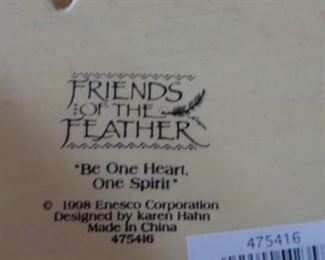 FRIENDS
OF THE
FEATHER
"Be One Heart,
One Spirit"
© 1998 Enesco Corporation
Designed by karen Hahn
Made In China
475416
475416